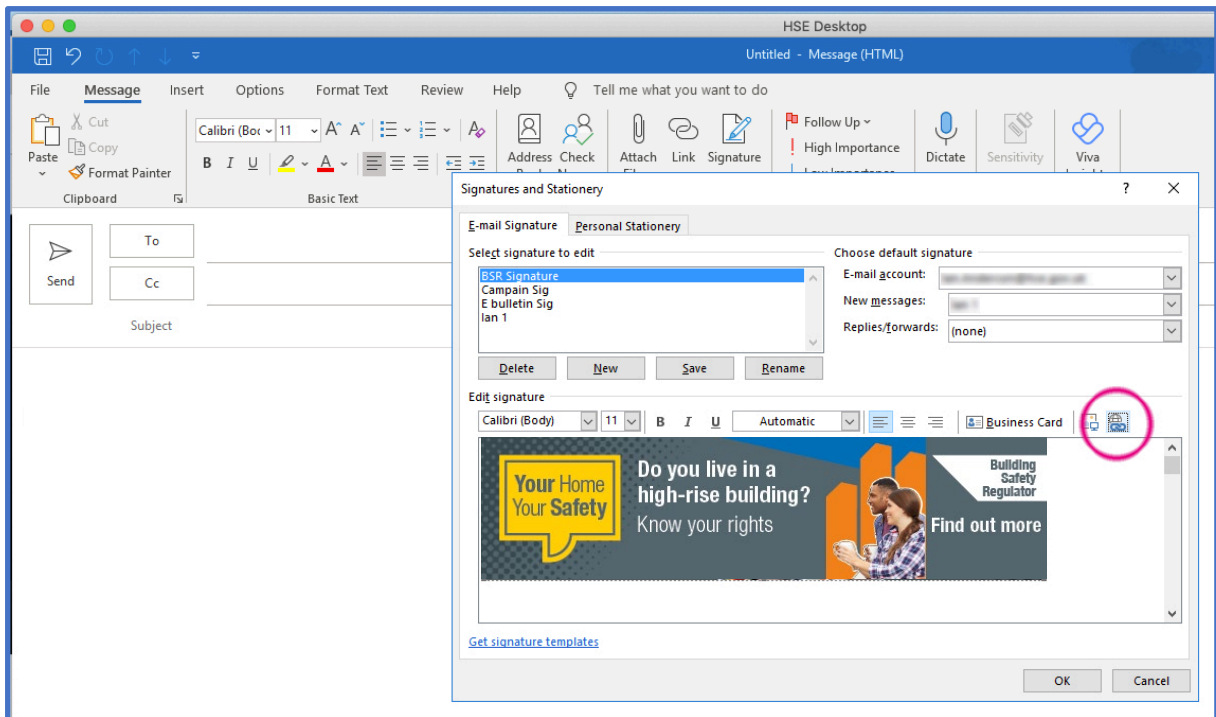 HSE Desktop
Untitled - Message (HTML)
File Message Insert Options Format Text Review Help Tell me what you want to do
Paste
Cut
Copy
Format Painter
Clipboard
Calibri (Boc 11
B I U
Basic Text
Address
Check
Attach
Link
Signature
Follow Up
High Importance
Dictate
Sensitivity
Viva
Send
To
Cc
Subject
Signatures and Stationery
E-mail Signature Personal Stationery
Select signature to edit
BSR Signature
Campain Sig
E bulletin Sig
Ian 1
Delete New Save Rename
Choose default signature
E-mail account:
New messages:
Replies/forwards: (none)
Edit signature
Calibri (Body) 11 B I U Automatic Business Card
Your Home
Your Safety
Do you live in a
high-rise building?
Know your rights
Building
Safety
Regulator
Find out more
Get signature templates
OK Cancel